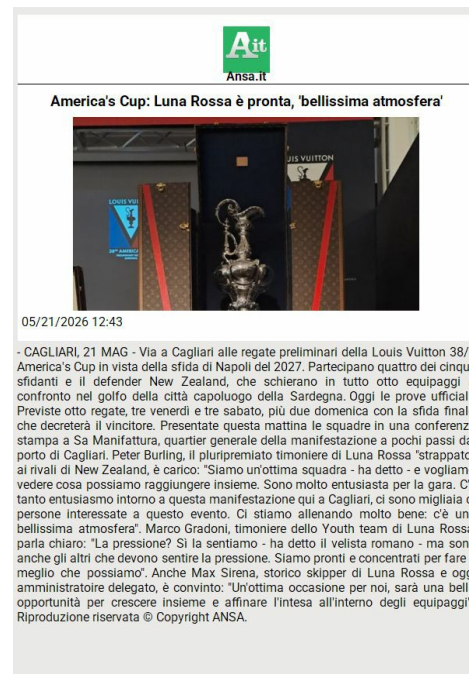 Ait
Ansa.it
America's Cup: Luna Rossa è pronta, 'bellissima atmosfera'
LOUIS VUI
JIS VUITTON
05/21/2026 12:43
- CAGLIARI, 21 MAG - Via a Cagliari alle regate preliminari della Louis Vuitton 38/
America's Cup in vista della sfida di Napoli del 2027. Partecipano quattro dei cinqu
sfidanti e il defender New Zealand, che schierano in tutto otto equipaggi
confronto nel golfo della città capoluogo della Sardegna. Oggi le prove ufficial
Previste otto regate, tre venerdì e tre sabato, più due domenica con la sfida final
che decreterà il vincitore. Presentate questa mattina le squadre in una conferenz
stampa a Sa Manifattura, quartier generale della manifestazione a pochi passi da
porto di Cagliari. Peter Burling, il pluripremiato timoniere di Luna Rossa "strappato
ai rivali di New Zealand, è carico: "Siamo un'ottima squadra - ha detto - e vogliam
vedere cosa possiamo raggiungere insieme. Sono molto entusiasta per la gara. C'
tanto entusiasmo intorno a questa manifestazione qui a Cagliari, ci sono migliaia d
persone interessate a questo evento. Ci stiamo allenando molto bene: c'è un
bellissima atmosfera". Marco Gradoni, timoniere dello Youth team di Luna Rossa
parla chiaro: "La pressione? Sì la sentiamo - ha detto il velista romano - ma son
anche gli altri che devono sentire la pressione. Siamo pronti e concentrati per fare
meglio che possiamo". Anche Max Sirena, storico skipper di Luna Rossa e ogg
amministratore delegato, è convinto: "Un'ottima occasione per noi, sarà una bell
opportunità per crescere insieme e affinare l'intesa all'interno degli equipaggi"
Riproduzione riservata © Copyright ANSA.